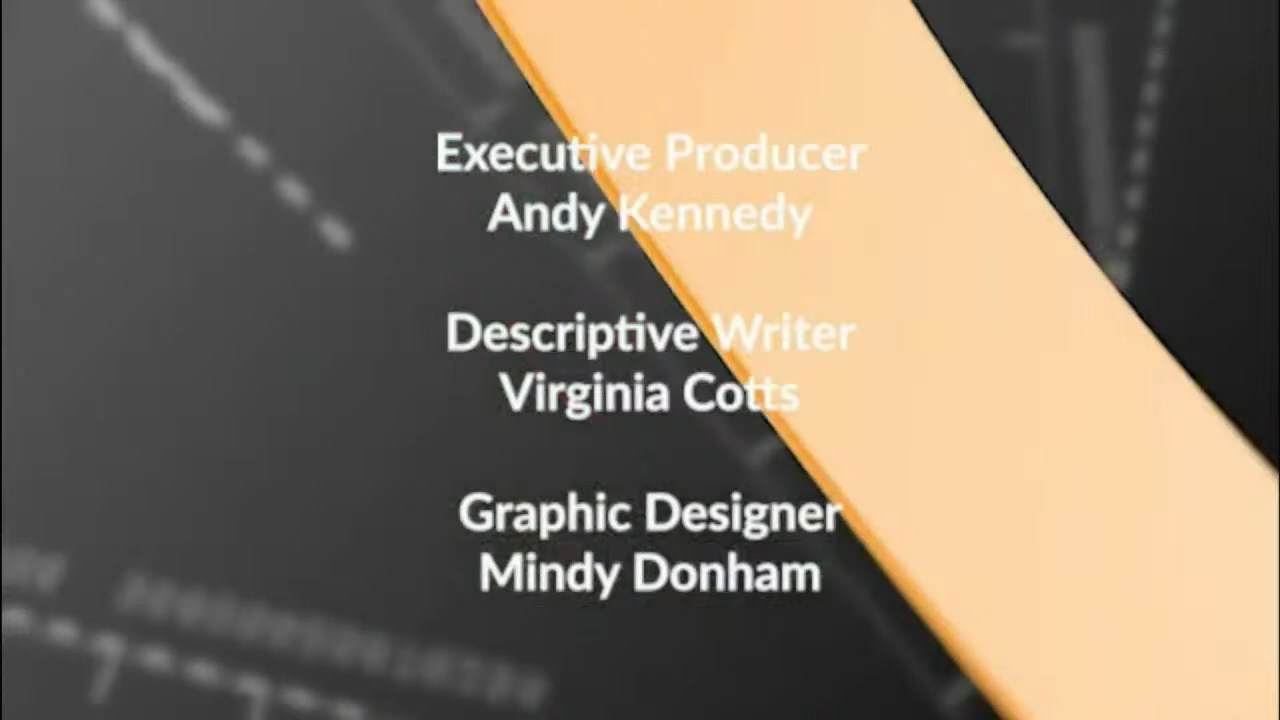 Executive Producer
Andy Kennedy
Descriptive Writer
Virginia Cotts
Graphic Designer
Mindy Donham